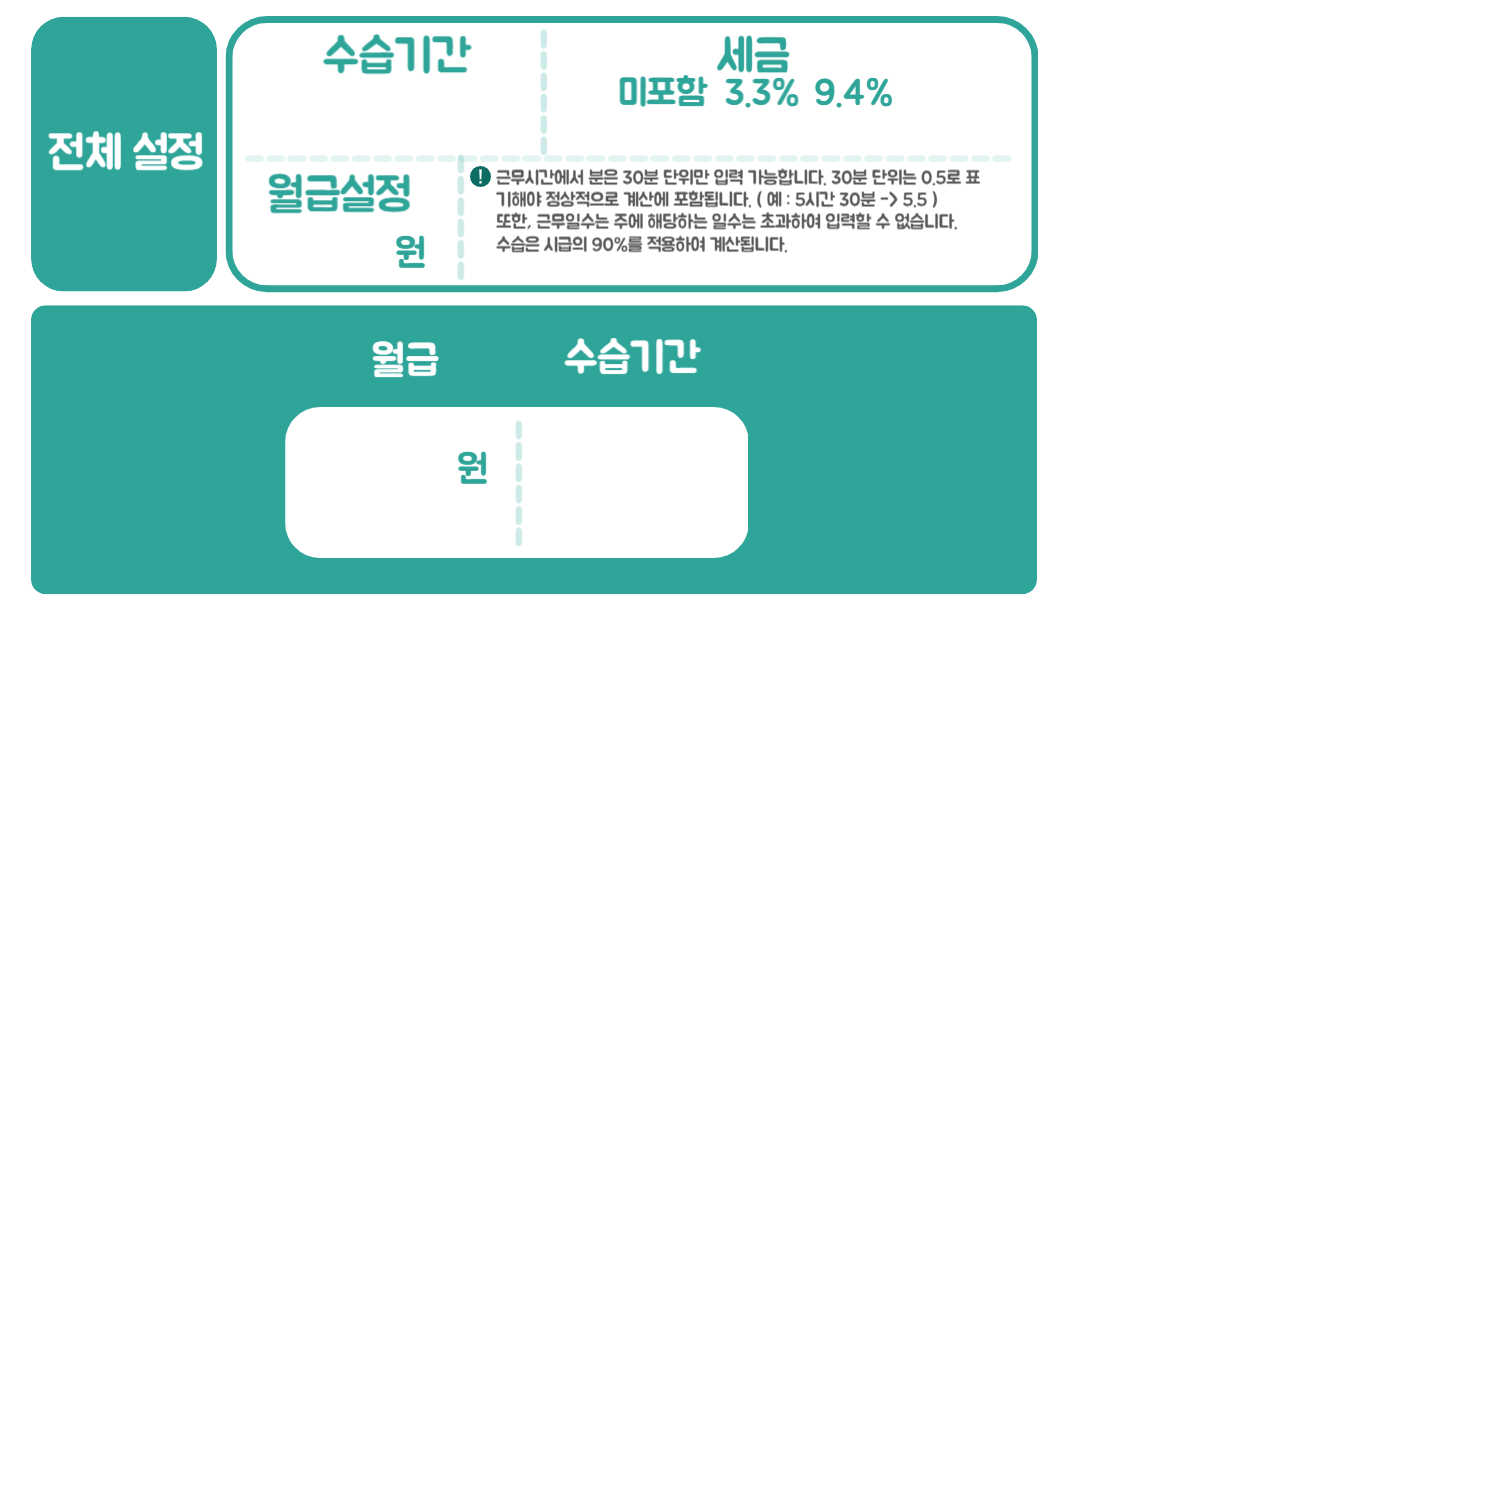 전체 설정
수습기간
세금
미포함 3.3% 9.4%
월급설정
원
! 근무시간에서 분은 30분 단위만 입력 가능합니다. 30분 단위는 0.5로 표
기해야 정상적으로 계산에 포함됩니다. ( 예 : 5시간 30분 -> 5.5 )
또한, 근무일수는 주에 해당하는 일수는 초과하여 입력할 수 없습니다.
수습은 시급의 90%를 적용하여 계산됩니다.
월급
수습기간
원